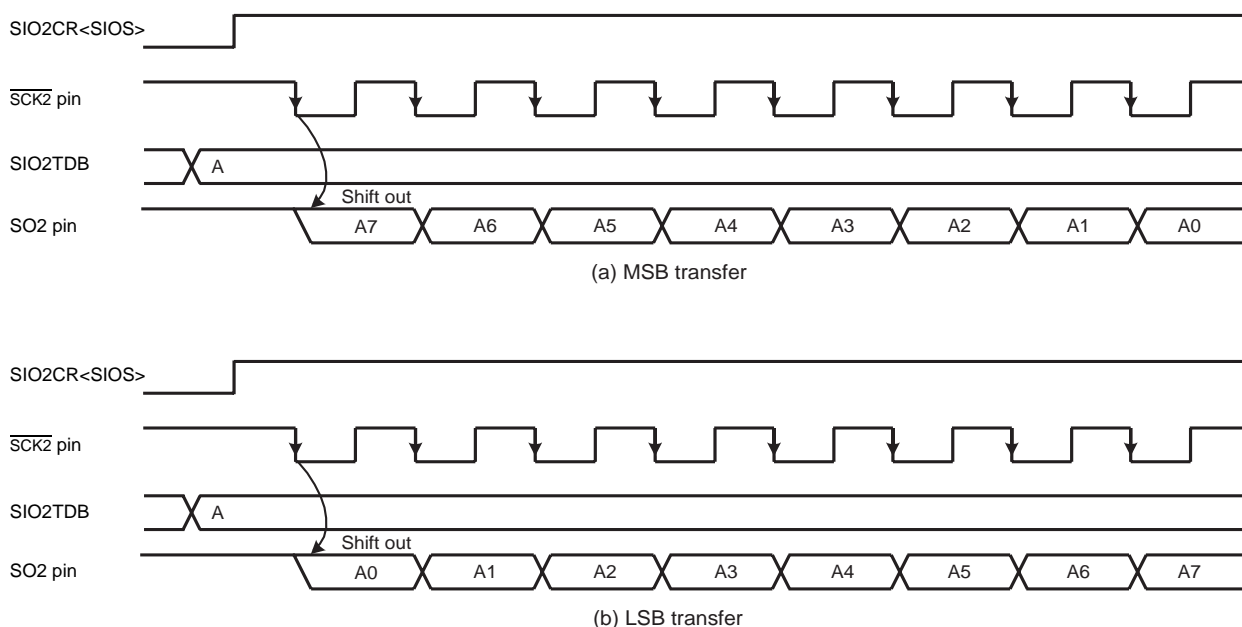 SIO2CR<SIOS>
SCK2 pin
SIO2TDB
A
Shift out
SO2 pin
A7 A6 A5 A4 A3 A2 A1 A0
(a) MSB transfer
SIO2CR<SIOS>
SCK2 pin
SIO2TDB
A
Shift out
SO2 pin
A0 A1 A2 A3 A4 A5 A6 A7
(b) LSB transfer